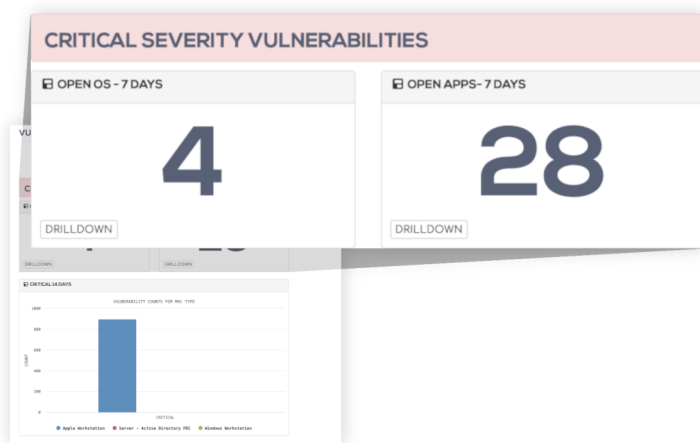 CRITICAL SEVERITY VULNERABILITIES
OPEN OS - 7 DAYS
4
DRILLDOWN
OPEN APPS- 7 DAYS
28
DRILLDOWN
VU
C
DRILLDOWN
DRILLDOWN
CRITICAL 14 DAYS
VULNERABILITY COUNTS FOR MAC TYPE
1000
800
600
400
200
0
COUNT
CRITICAL
Apple Workstation Server - Active Directory PDC Windows Workstation